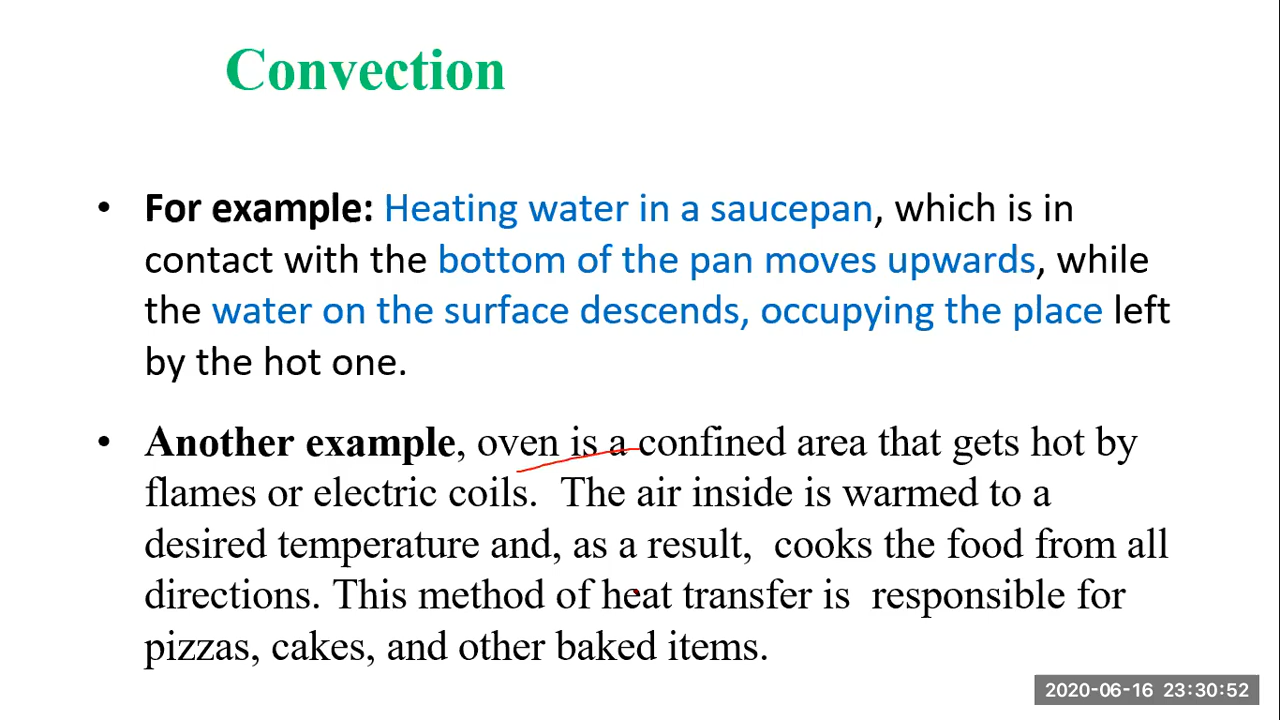 Convection
• For example: Heating water in a saucepan, which is in
contact with the bottom of the pan moves upwards, while
the water on the surface descends, occupying the place left
by the hot one.
• Another example, oven is a confined area that gets hot by
flames or electric coils. The air inside is warmed to a
desired temperature and, as a result, cooks the food from all
directions. This method of heat transfer is responsible for
pizzas, cakes, and other baked items.
2020-06-16 23:30:52